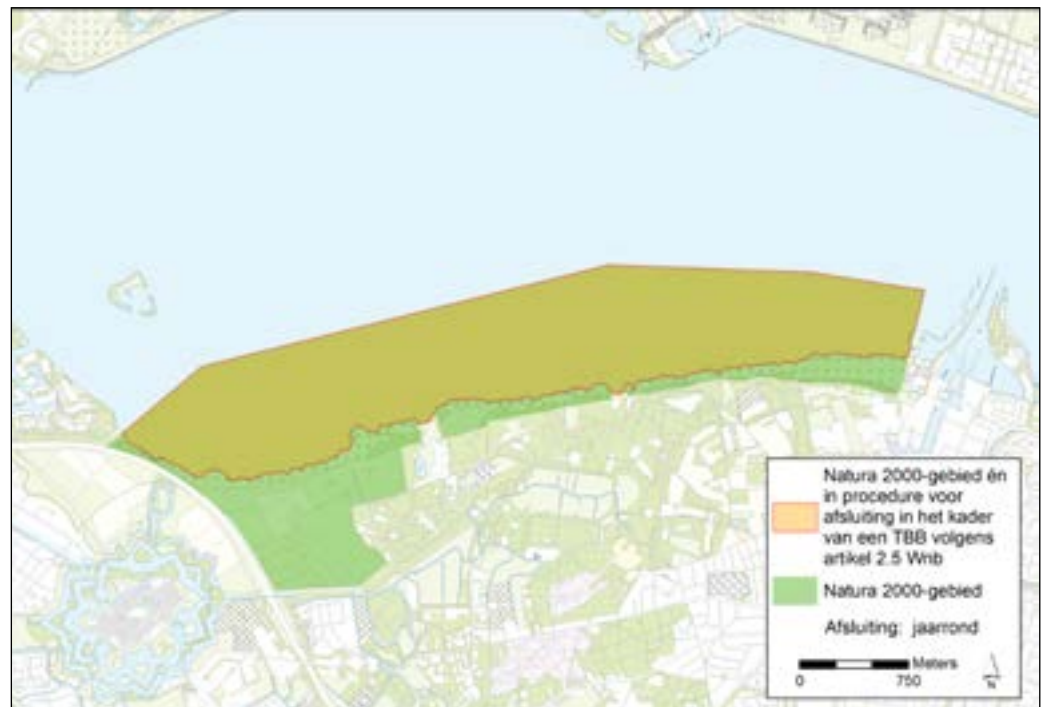 Natura 2000-gebied én
in procedure voor
afsluiting in het kader
van een TBB volgens
artikel 2.5 Wnb
Natura 2000-gebied
Afsluiting: jaarrond
Meters
0 750
N